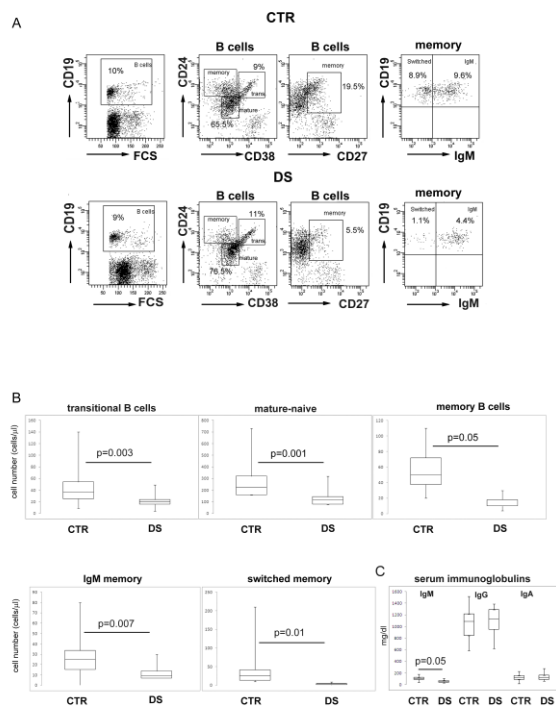 A
CTR
B cells
B cells
memory
CD19
B cells
10%
CD24
memory
9%
trans
mature
65.5%
memory
19.5%
CD19
Switched
IgM
8.9%
9.6%
FCS
CD38
CD27
IgM
DS
B cells
B cells
memory
CD19
B cells
9%
CD24
memory
11%
trans
mature
76.5%
memory
5.5%
CD19
Switched
IgM
1.1%
4.4%
FCS
CD38
CD27
IgM
B
transitional B cells
mature-naive
memory B cells
cell number (cells/µl)
p=0.003
p=0.001
p=0.05
CTR DS
CTR DS
CTR DS
IgM memory
switched memory
cell number (cells/µl)
p=0.007
p=0.01
CTR DS
CTR DS
C
serum immunoglobulins
IgM IgG IgA
mg/dl
p=0.05
CTR DS CTR DS CTR DS